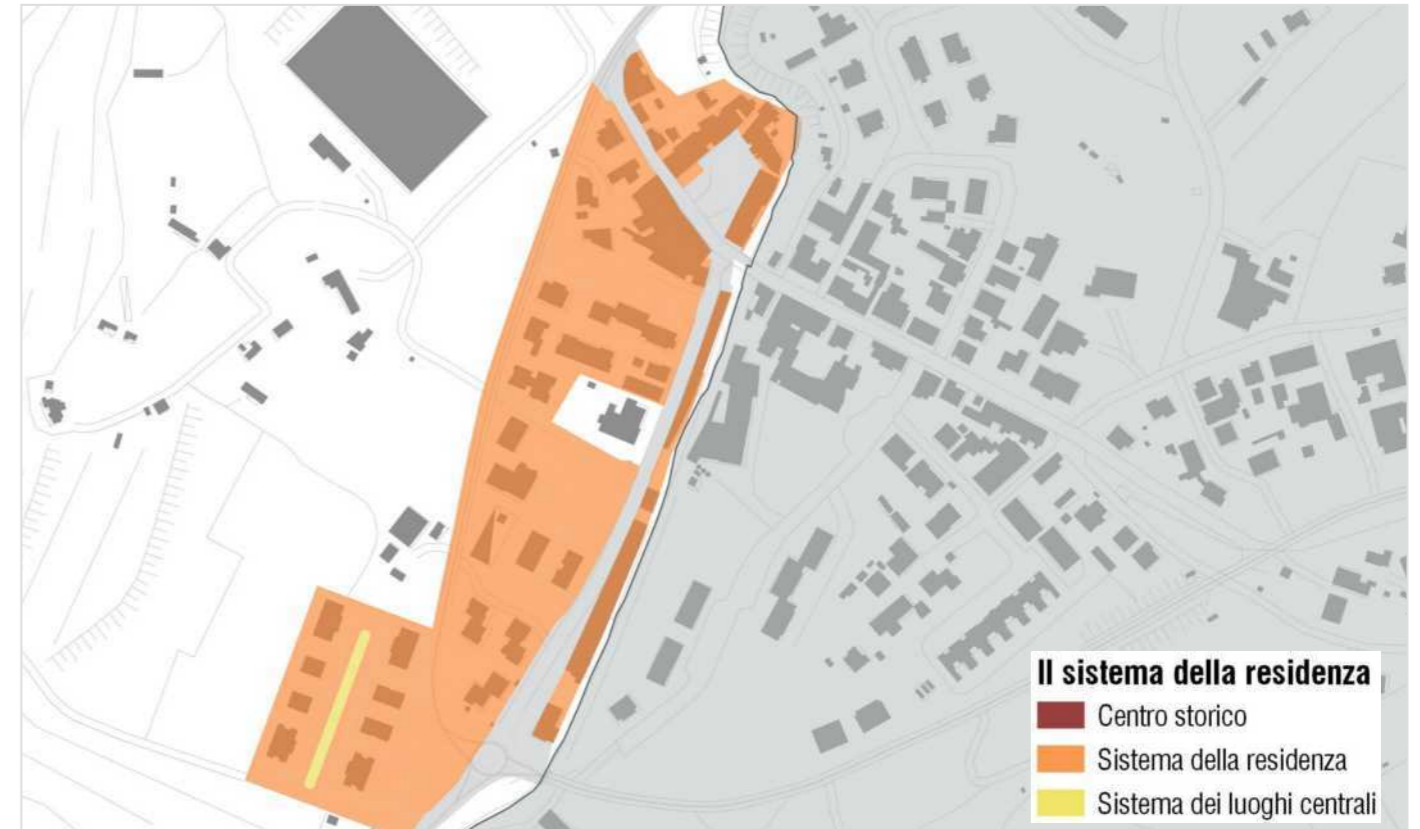 Il sistema della residenza
Centro storico
Sistema della residenza
Sistema dei luoghi centrali